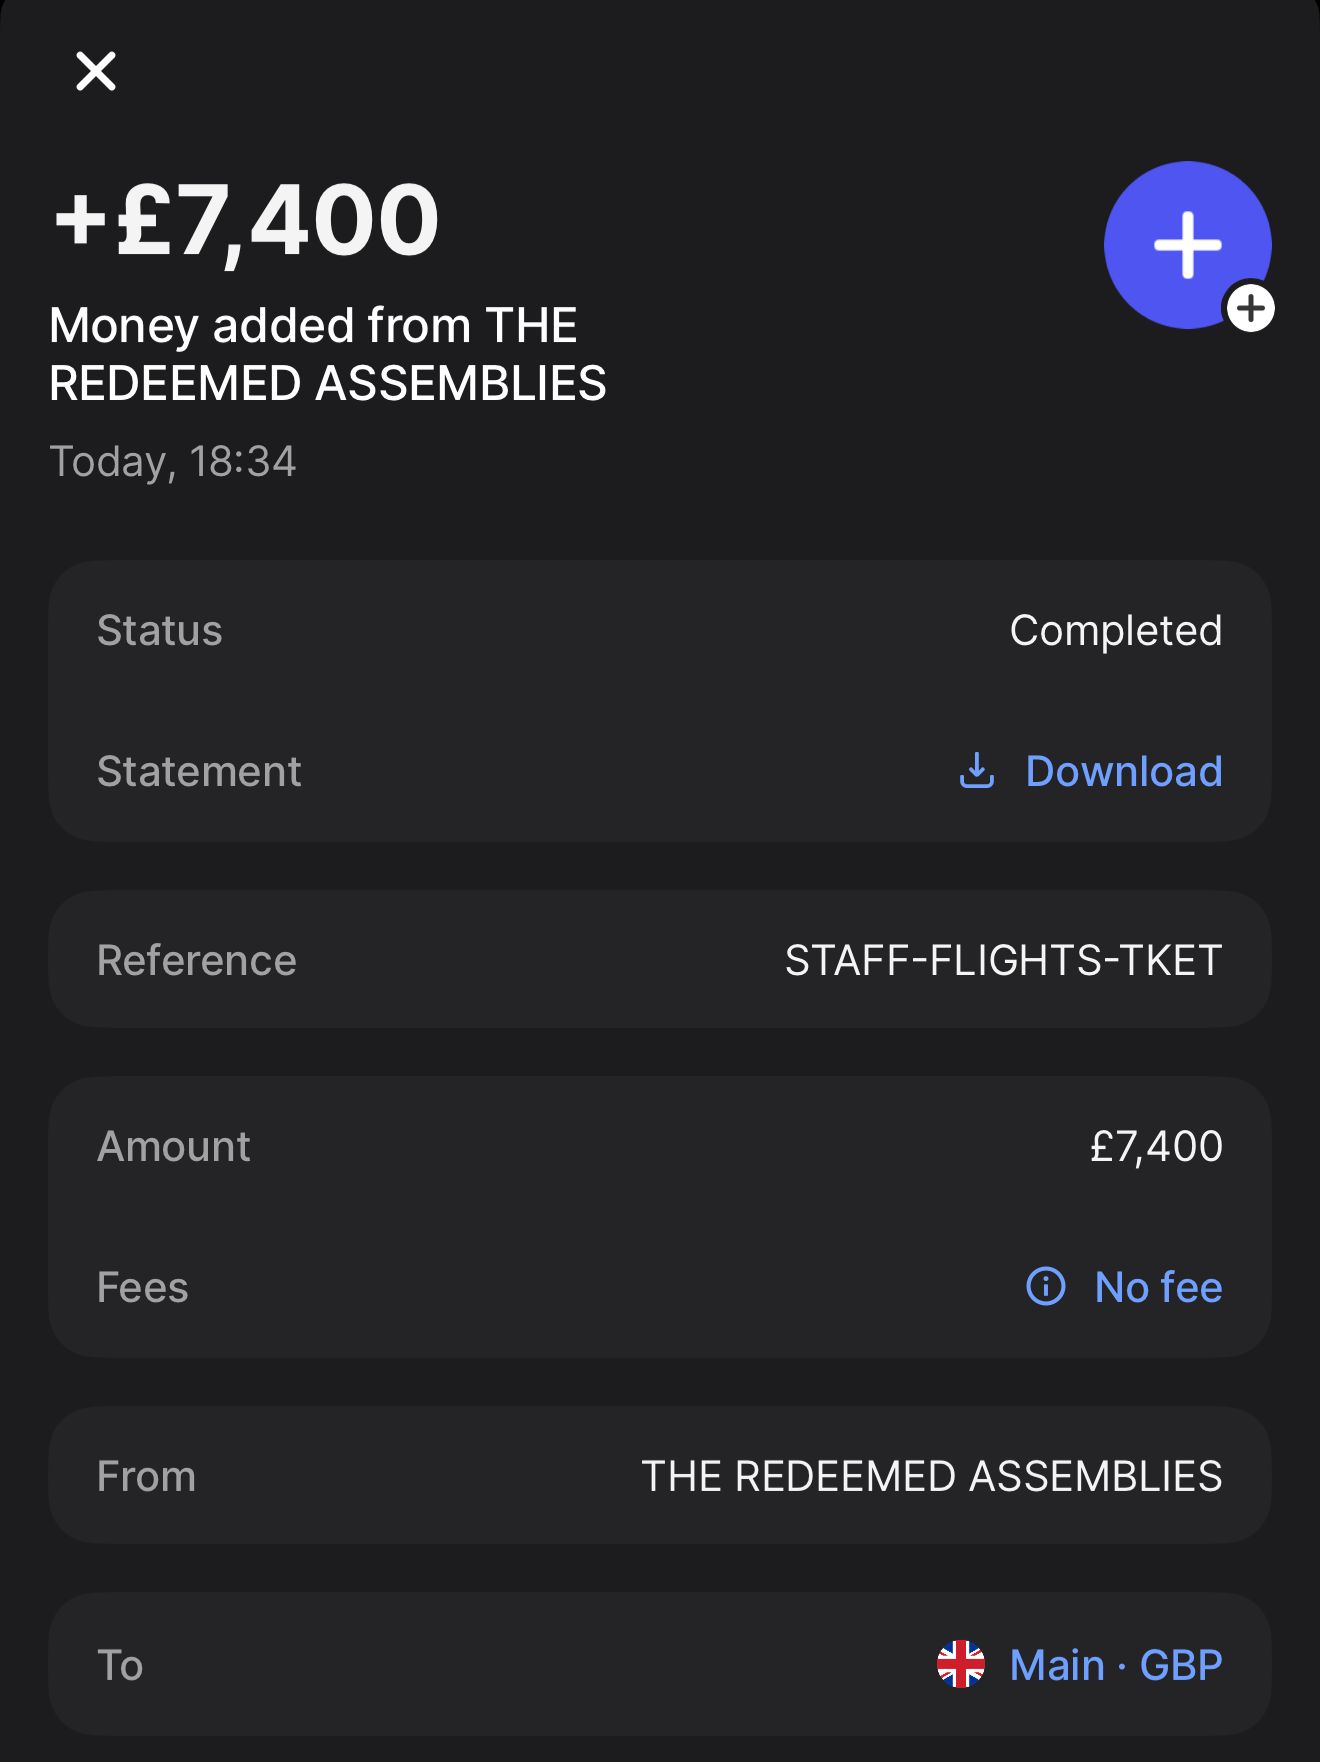 +£7,400
Money added from THE
REDEEMED ASSEMBLIES
Today, 18:34
Status Completed
Statement Download
Reference STAFF-FLIGHTS-TKET
Amount £7,400
Fees No fee
From THE REDEEMED ASSEMBLIES
To Main · GBP